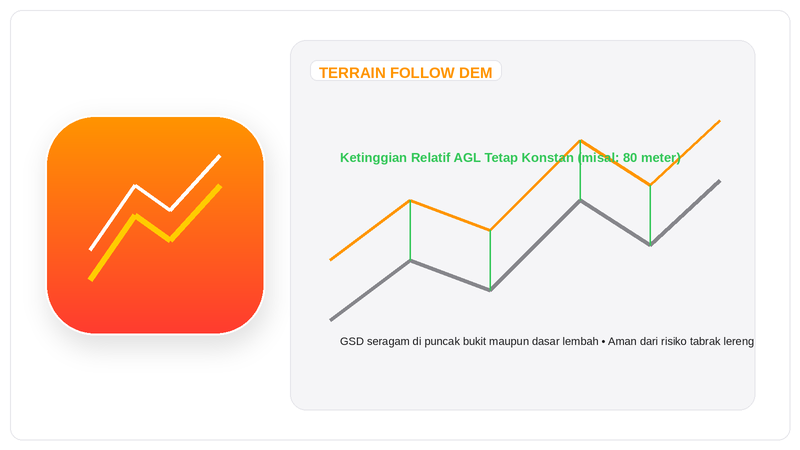 TERRAIN FOLLOW DEM
Ketinggian Relatif AGL Tetap Konstan (misal: 80 meter)
GSD seragam di puncak bukit maupun dasar lembah • Aman dari risiko tabrak lereng